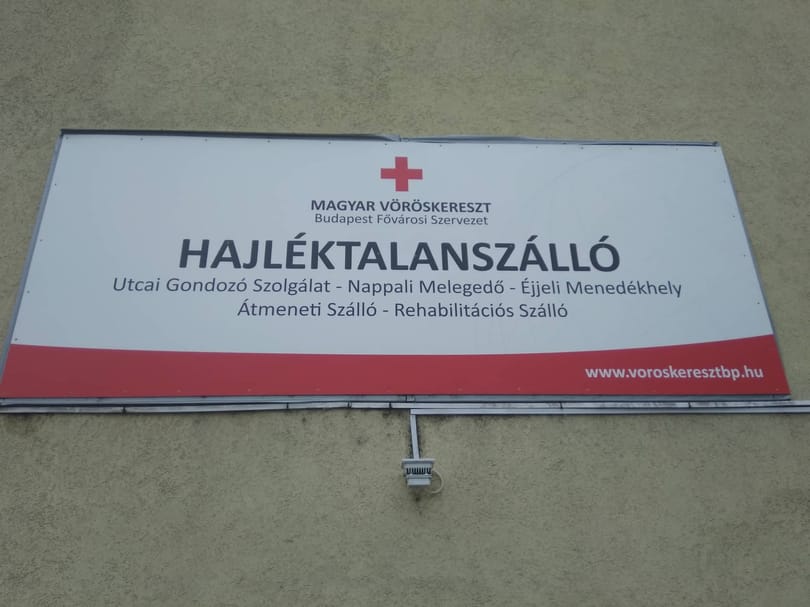 MAGYAR VÖRÖSKERESZT
Budapest Fővárosi Szervezet
HAJLÉKTALANSZÁLLÓ
Utcai Gondozó Szolgálat - Nappali Melegedő - Éjjeli Menedékhely
Átmeneti Szálló - Rehabilitációs Szálló
www.voroskeresztbp.hu